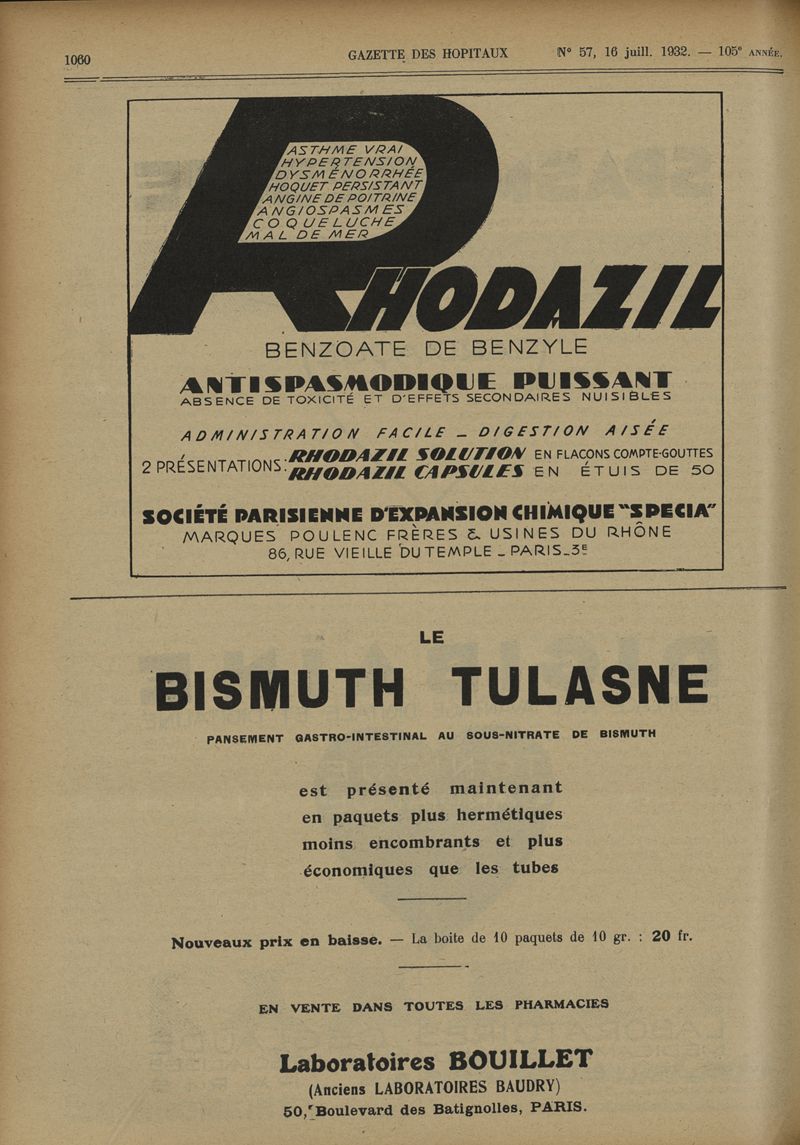 1060
GAZETTE DES HOPITAUX
N° 57, 16 juill. 1932. — 105e ANNÉE.
ASTHME VRAI
HYPERTENSION
DYSMÉNORRHÉE
HOQUET PERSISTANT
ANGINE DE POITRINE
ANGIOSPASMES
COQUELUCHE
MAL DE MER
RHODAZIL
BENZOATE DE BENZYLE
ANTISPASMODIQUE PUISSANT
ABSENCE DE TOXICITÉ ET D'EFFETS SECONDAIRES NUISIBLES
ADMINISTRATION FACILE _ DIGESTION AISÉE
2 PRÉSENTATIONS:
RHODAZIL SOLUTION EN FLACONS COMPTE-GOUTTES
RHODAZIL CAPSULES EN ÉTUIS DE 50
SOCIÉTÉ PARISIENNE D'EXPANSION CHIMIQUE "SPECIA"
MARQUES POULENC FRÈRES & USINES DU RHÔNE
86, RUE VIEILLE DU TEMPLE _ PARIS_3E
LE
BISMUTH TULASNE
PANSEMENT GASTRO-INTESTINAL AU SOUS-NITRATE DE BISMUTH
est présenté maintenant
en paquets plus hermétiques
moins encombrants et plus
économiques que les tubes
Nouveaux prix en baisse. — La boite de 10 paquets de 10 gr. : 20 fr.
EN VENTE DANS TOUTES LES PHARMACIES
Laboratoires BOUILLET
(Anciens LABORATOIRES BAUDRY)
50, Boulevard des Batignolles, PARIS.